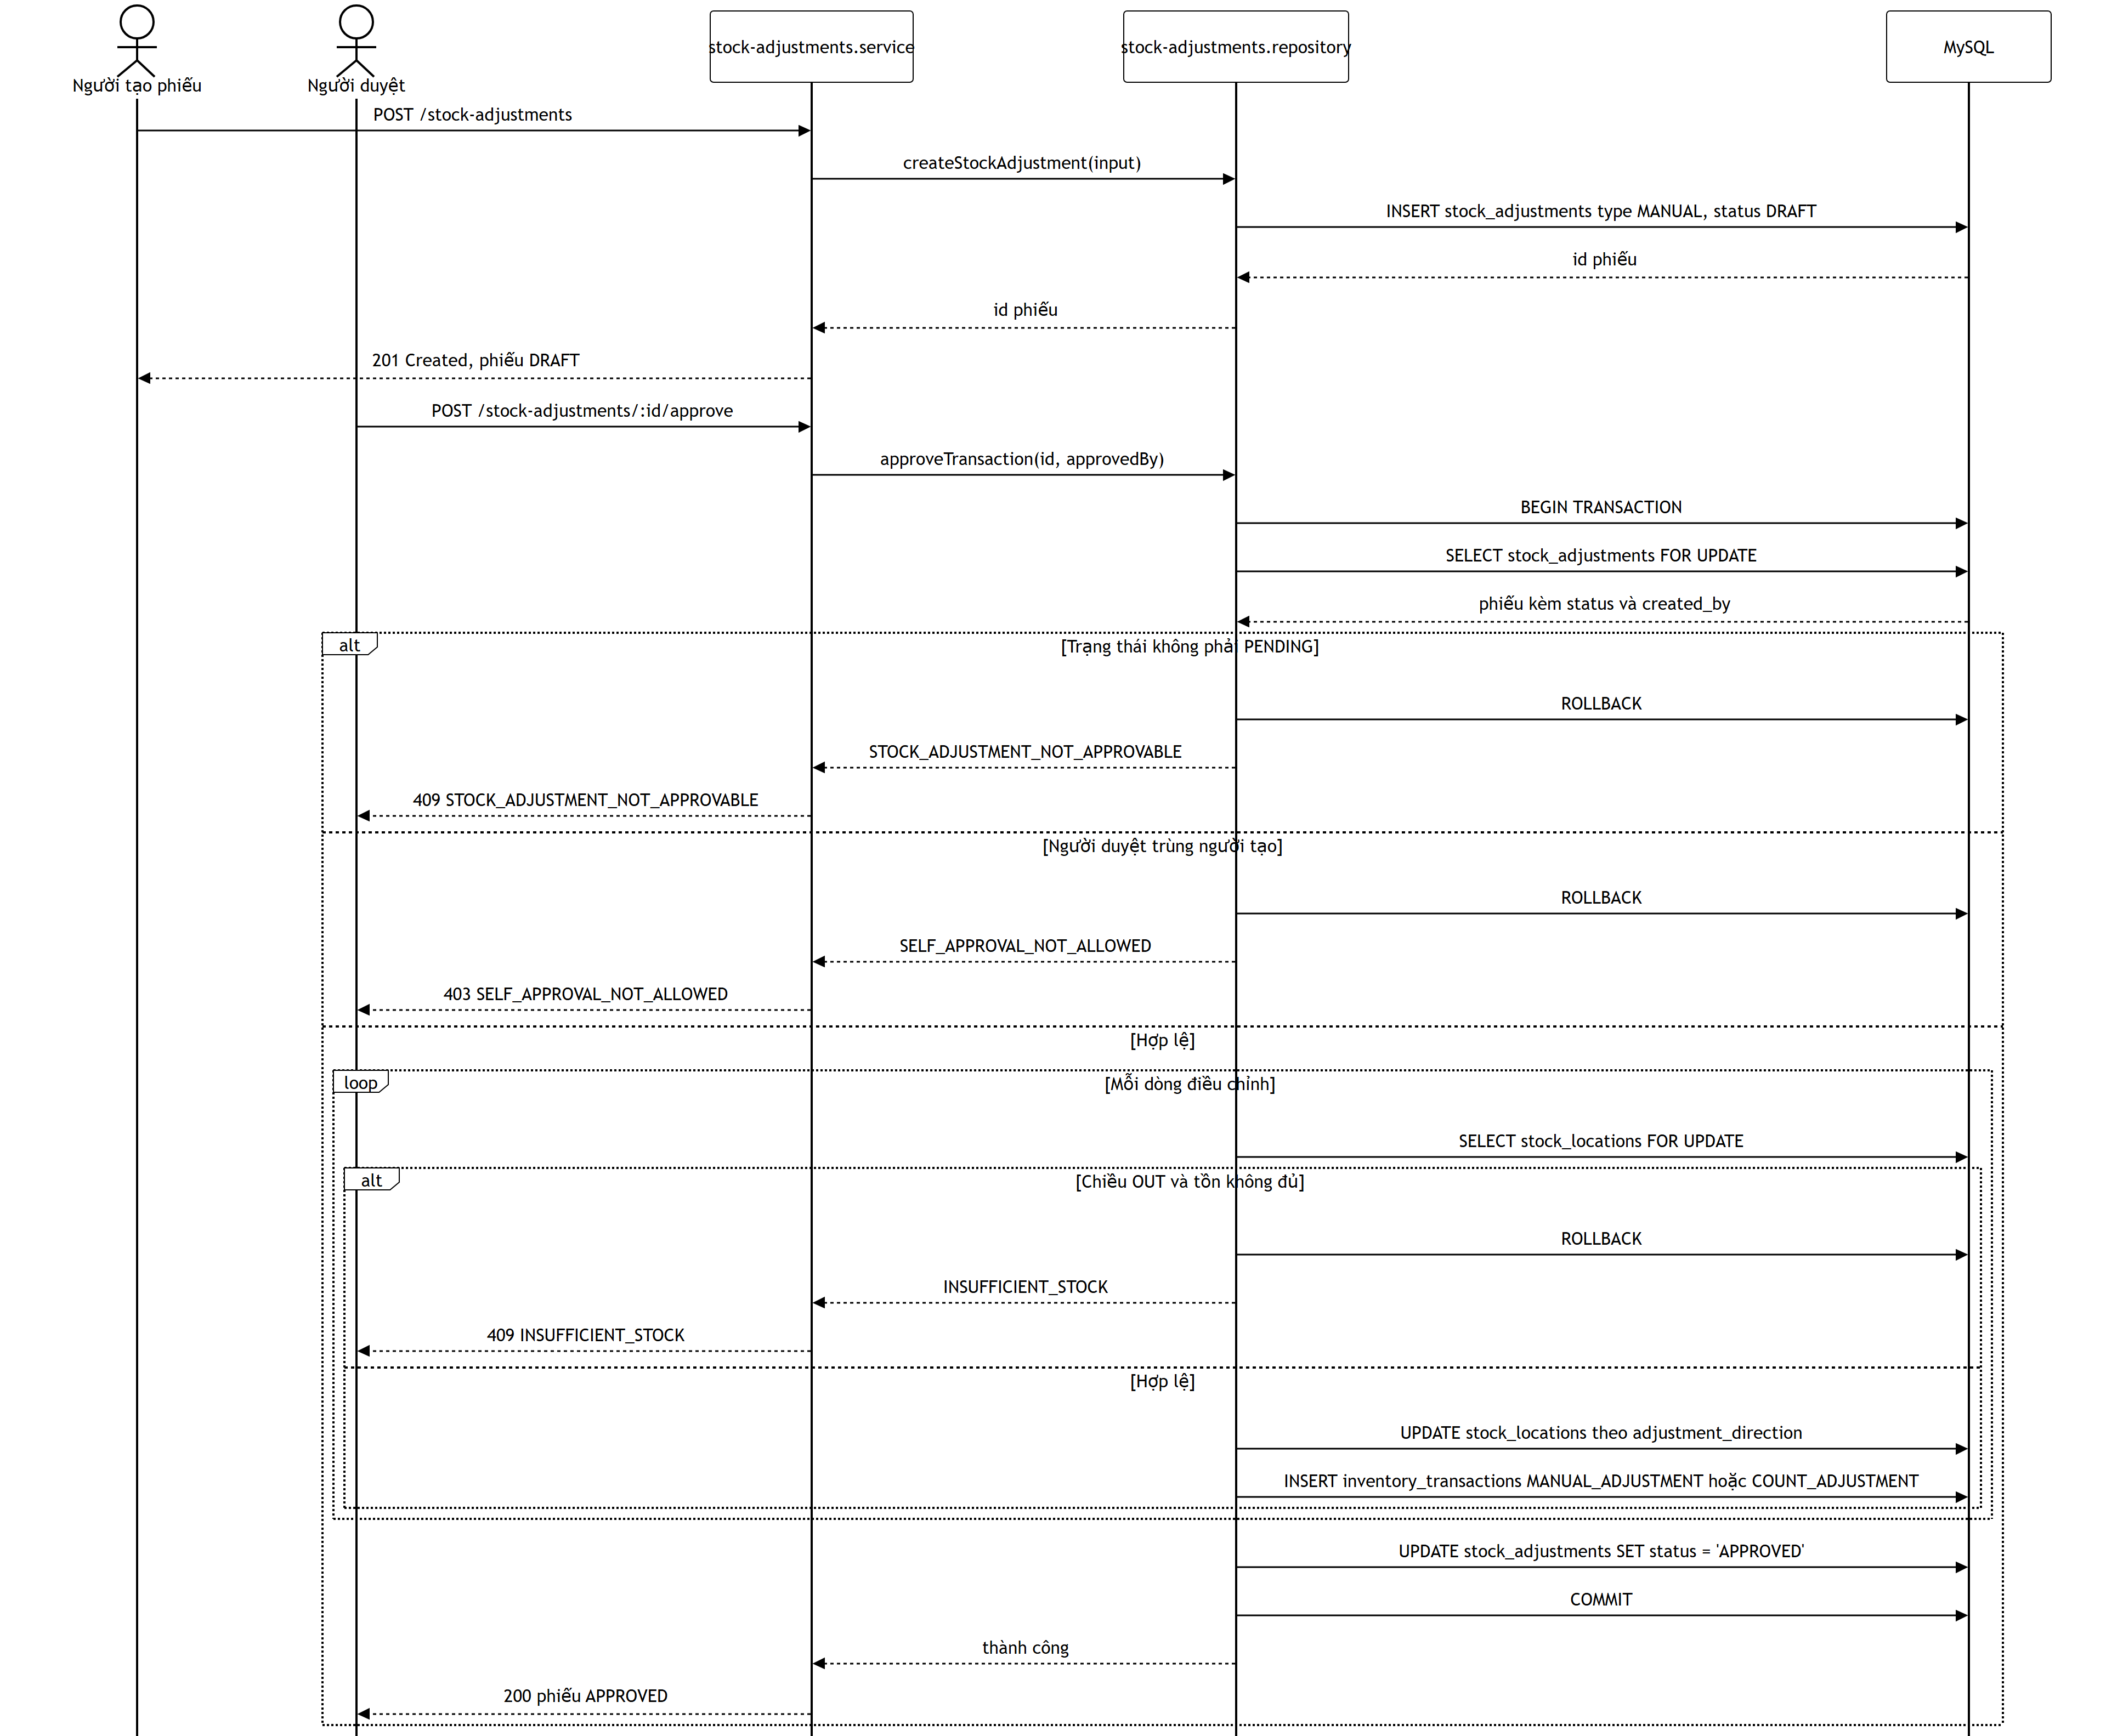 Người tạo phiếu
Người duyệt
stock-adjustments.service
stock-adjustments.repository
MySQL
POST /stock-adjustments
createStockAdjustment(input)
INSERT stock_adjustments type MANUAL, status DRAFT
id phiếu
id phiếu
201 Created, phiếu DRAFT
POST /stock-adjustments/:id/approve
approveTransaction(id, approvedBy)
BEGIN TRANSACTION
SELECT stock_adjustments FOR UPDATE
phiếu kèm status và created_by
alt
[Trạng thái không phải PENDING]
ROLLBACK
STOCK_ADJUSTMENT_NOT_APPROVABLE
409 STOCK_ADJUSTMENT_NOT_APPROVABLE
[Người duyệt trùng người tạo]
ROLLBACK
SELF_APPROVAL_NOT_ALLOWED
403 SELF_APPROVAL_NOT_ALLOWED
[Hợp lệ]
loop
[Mỗi dòng điều chỉnh]
SELECT stock_locations FOR UPDATE
alt
[Chiều OUT và tồn không đủ]
ROLLBACK
INSUFFICIENT_STOCK
409 INSUFFICIENT_STOCK
[Hợp lệ]
UPDATE stock_locations theo adjustment_direction
INSERT inventory_transactions MANUAL_ADJUSTMENT hoặc COUNT_ADJUSTMENT
UPDATE stock_adjustments SET status = 'APPROVED'
COMMIT
thành công
200 phiếu APPROVED